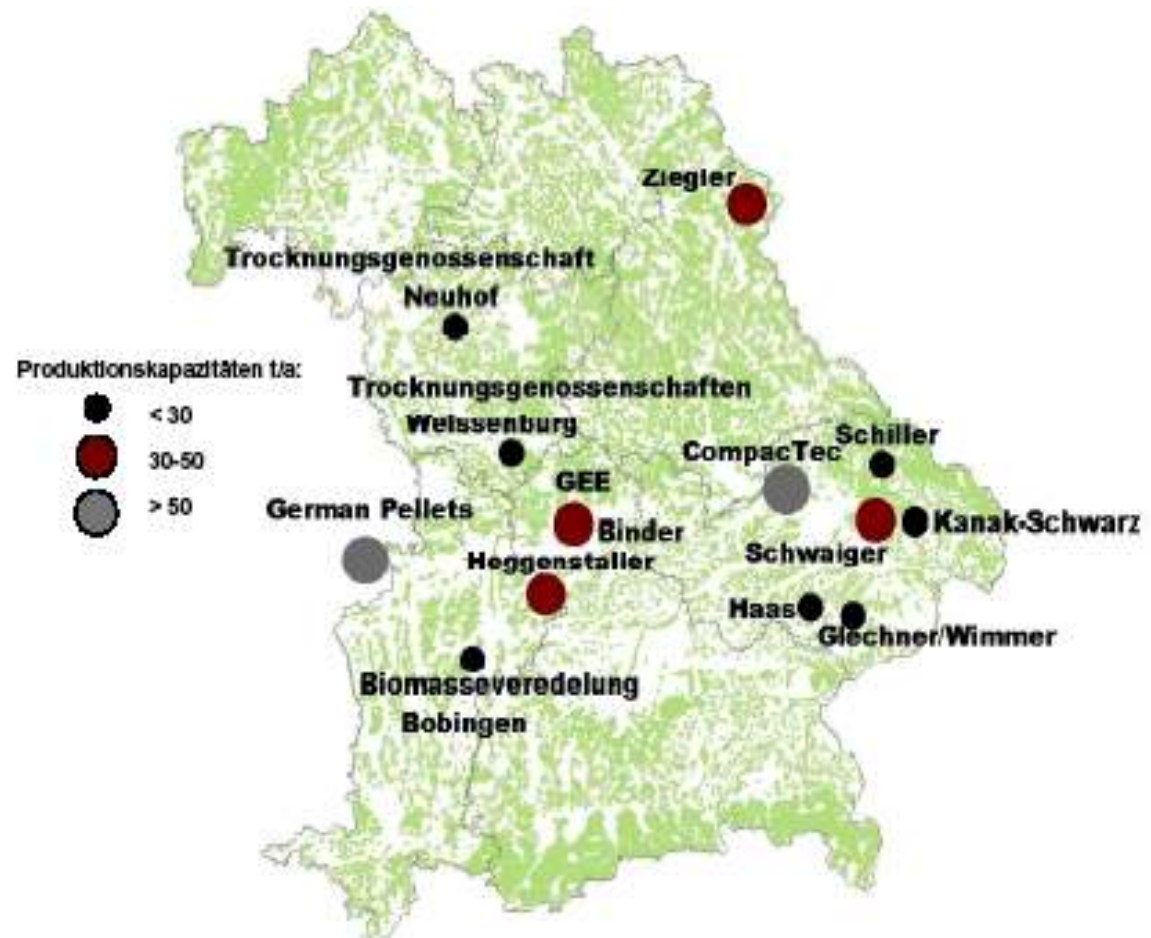 Ziegler
Trocknungsgenossenschaft
Neuhof
Produktionskapazitäten t/a:
< 30
30-50
> 50
Trocknungsgenossenschaften
Weissenburg
Schiller
CompacTec
GEE
German Pellets
Binder
Kanak-Schwarz
Schwaiger
Heggenstaller
Haas
Glechner/Wimmer
Biomasseveredelung
Bobingen